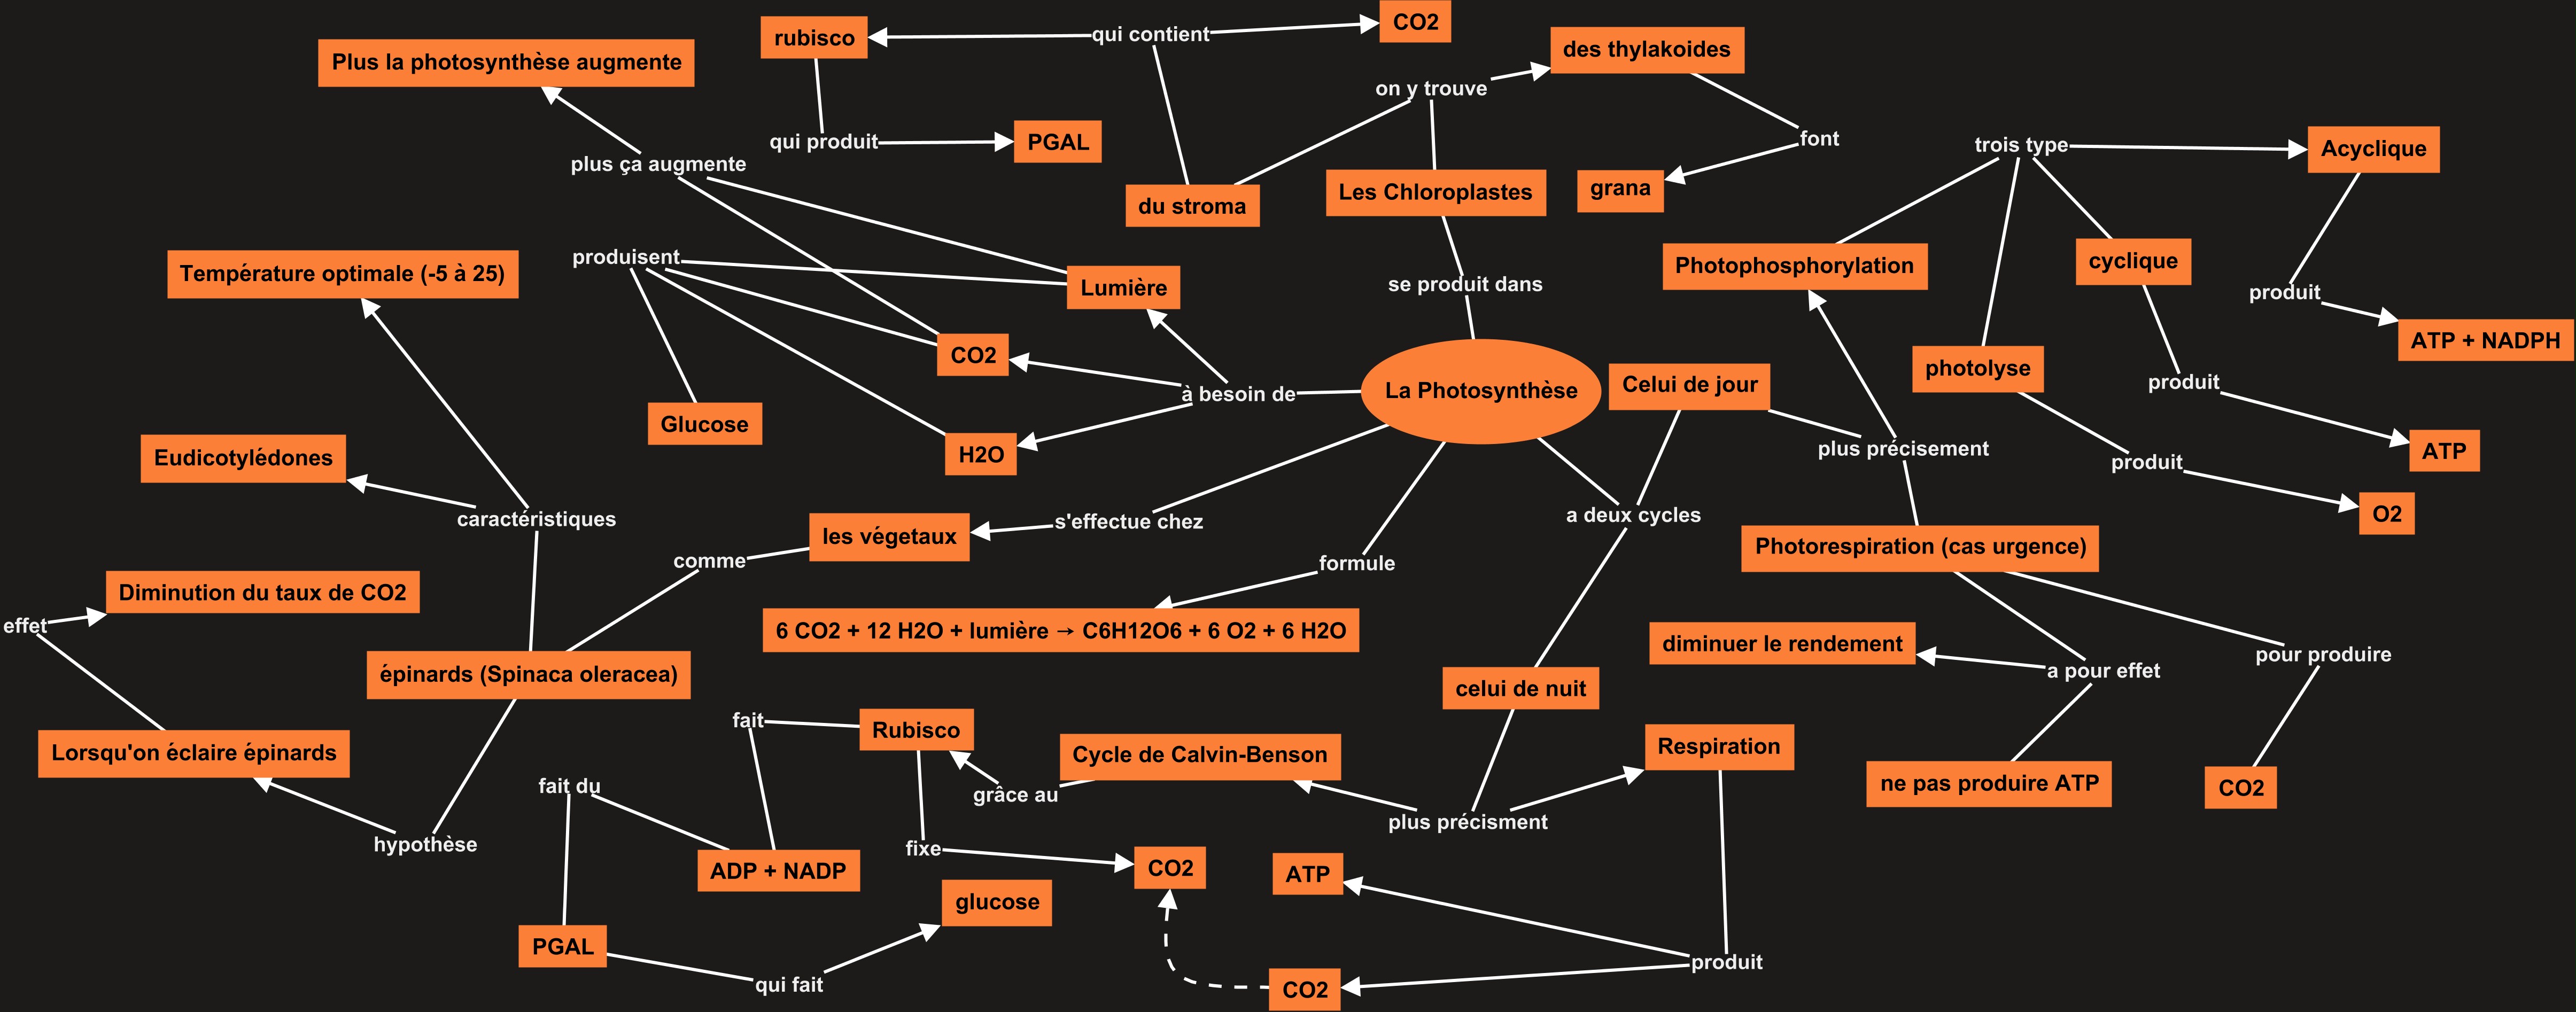 CO2
rubisco
qui contient
des thylakoides
Plus la photosynthèse augmente
on y trouve
qui produit
PGAL
font
trois type
Acyclique
plus ça augmente
grana
Les Chloroplastes
du stroma
produisent
Température optimale (-5 à 25)
Lumière
se produit dans
Photophosphorylation
cyclique
produit
ATP + NADPH
CO2
photolyse
produit
à besoin de
La Photosynthèse
Celui de jour
Glucose
H2O
plus précisement
ATP
Eudicotylédones
produit
O2
caractéristiques
s'effectue chez
a deux cycles
les végetaux
comme
formule
Photorespiration (cas urgence)
Diminution du taux de CO2
effet
6 CO2 + 12 H2O + lumière → C6H12O6 + 6 O2 + 6 H2O
diminuer le rendement
pour produire
a pour effet
épinards (Spinaca oleracea)
celui de nuit
fait
Rubisco
Lorsqu'on éclaire épinards
Cycle de Calvin-Benson
Respiration
fait du
grâce au
ne pas produire ATP
CO2
plus précisment
hypothèse
fixe
ADP + NADP
CO2
ATP
glucose
PGAL
produit
qui fait
CO2